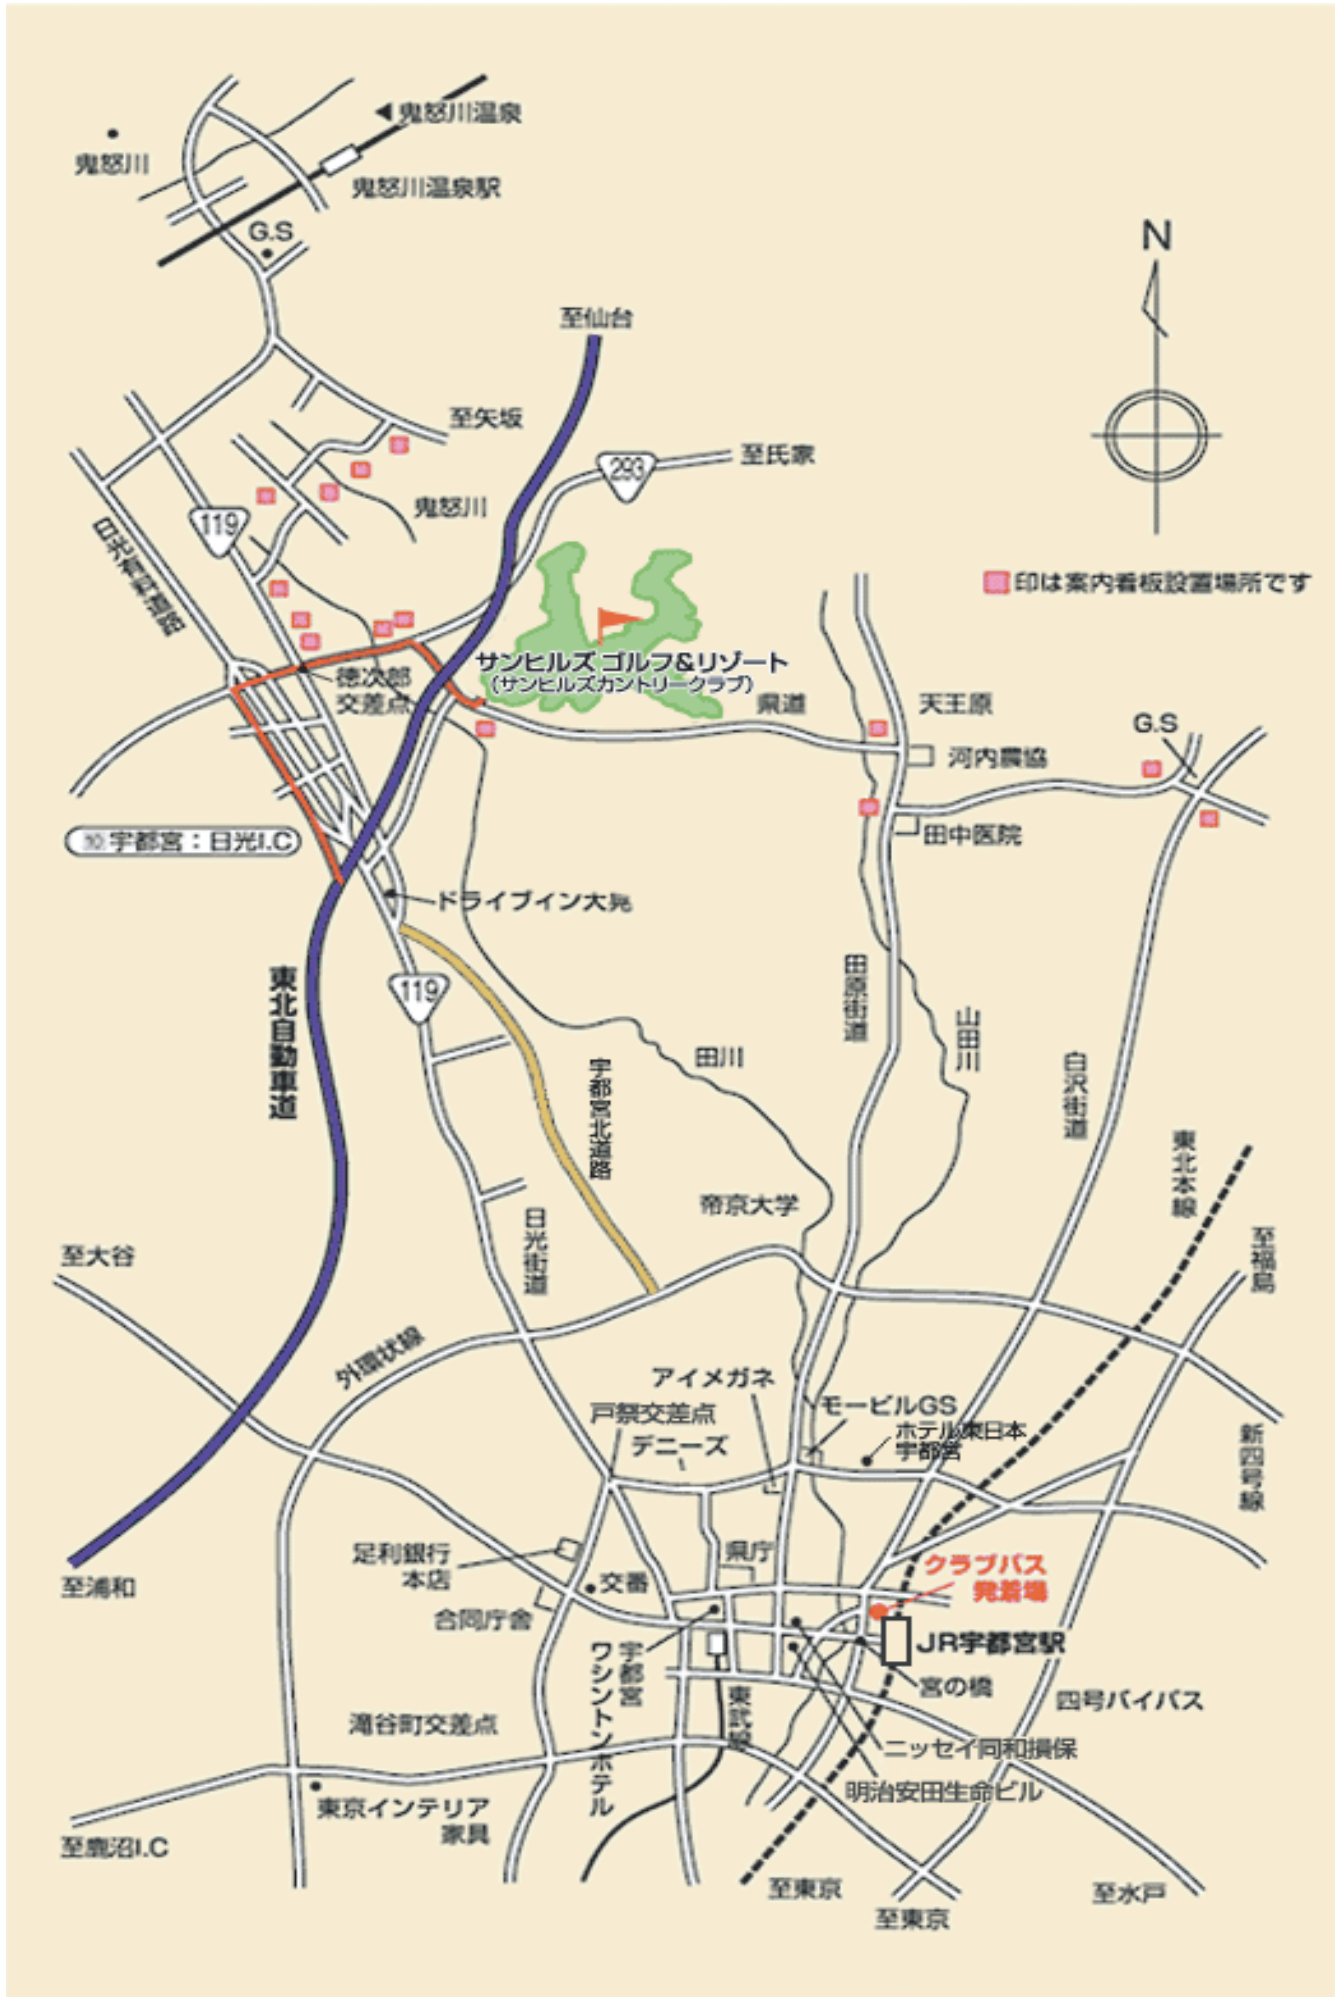 鬼怒川温泉
鬼怒川
鬼怒川温泉駅
G.S
N
至仙台
至矢坂
至氏家
293
鬼怒川
119
日光有料道路
印は案内看板設置場所です
サンヒルズ ゴルフ&リゾート
(サンヒルズカントリークラブ)
徳次郎
交差点
県道
天王原
G.S
河内農協
宇都宮:日光I.C
田中医院
ドライブイン大晃
119
東北自動車道
田原街道
山田川
田川
宇都宮北道路
白沢街道
東北本線
帝京大学
日光街道
至福島
至大谷
外環状線
アイメガネ
モービルGS
戸祭交差点
ホテル東日本
宇都宮
デニーズ
新四号線
足利銀行
本店
県庁
クラブバス
発着場
至浦和
交番
合同庁舎
JR宇都宮駅
宇都宮
ワシントンホテル
東武線
宮の橋
四号バイパス
滝谷町交差点
ニッセイ同和損保
明治安田生命ビル
東京インテリア
家具
至鹿沼I.C
至東京
至東京
至水戸